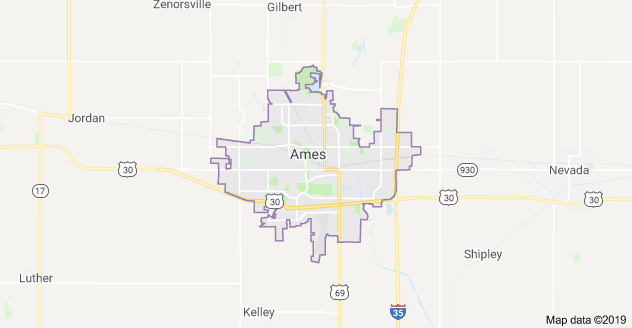 Zenorsville
Gilbert
Jordan
Ames
30
930
Nevada
17
30
30
30
Shipley
Luther
69
35
Kelley
Map data ©2019